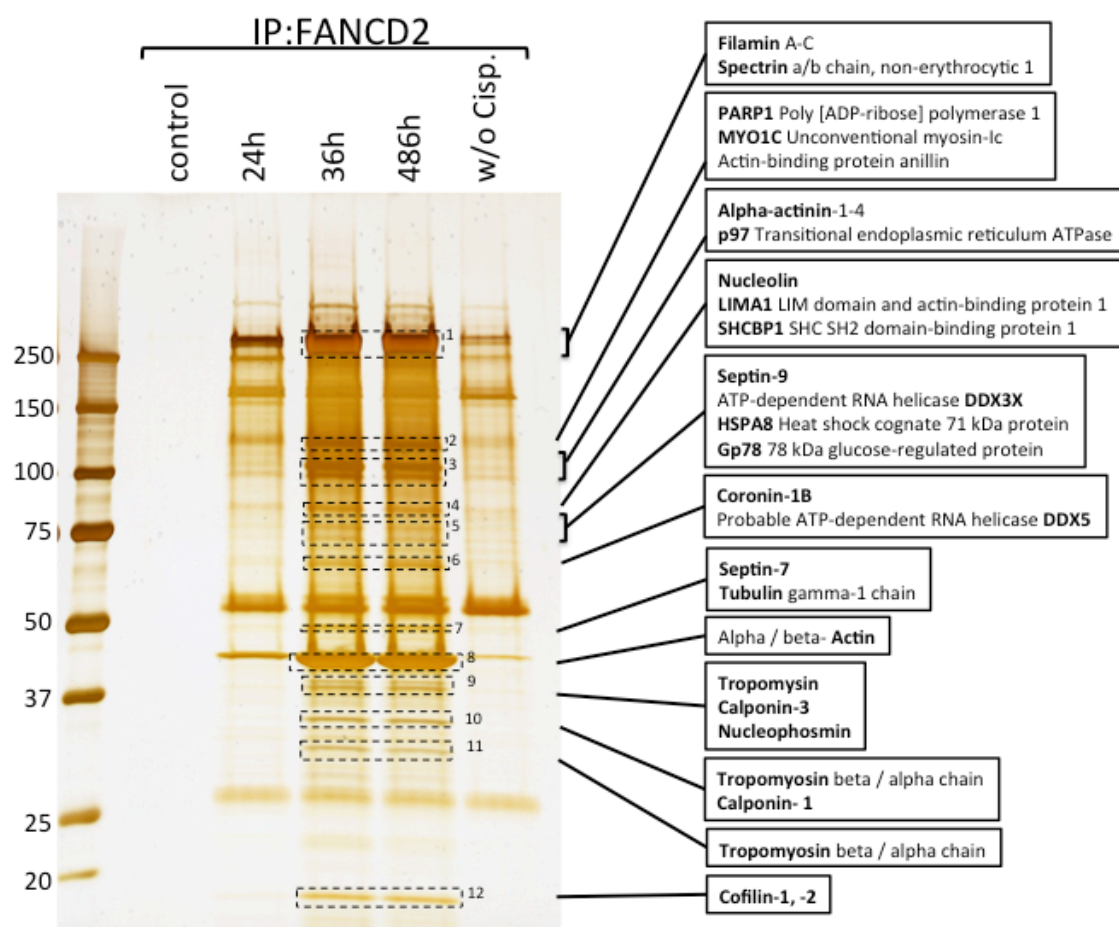 IP:FANCD2
control
24h
36h
486h
w/o Cisp.
250
150
100
75
50
37
25
20
1
2
3
4
5
6
7
8
9
10
11
12
Filamin A-C
Spectrin a/b chain, non-erythrocytic 1
PARP1 Poly [ADP-ribose] polymerase 1
MYO1C Unconventional myosin-Ic
Actin-binding protein anillin
Alpha-actinin-1-4
p97 Transitional endoplasmic reticulum ATPase
Nucleolin
LIMA1 LIM domain and actin-binding protein 1
SHCBP1 SHC SH2 domain-binding protein 1
Septin-9
ATP-dependent RNA helicase DDX3X
HSPA8 Heat shock cognate 71 kDa protein
Gp78 78 kDa glucose-regulated protein
Coronin-1B
Probable ATP-dependent RNA helicase DDX5
Septin-7
Tubulin gamma-1 chain
Alpha / beta- Actin
Tropomysin
Calponin-3
Nucleophosmin
Tropomyosin beta / alpha chain
Calponin- 1
Tropomyosin beta / alpha chain
Cofilin-1, -2